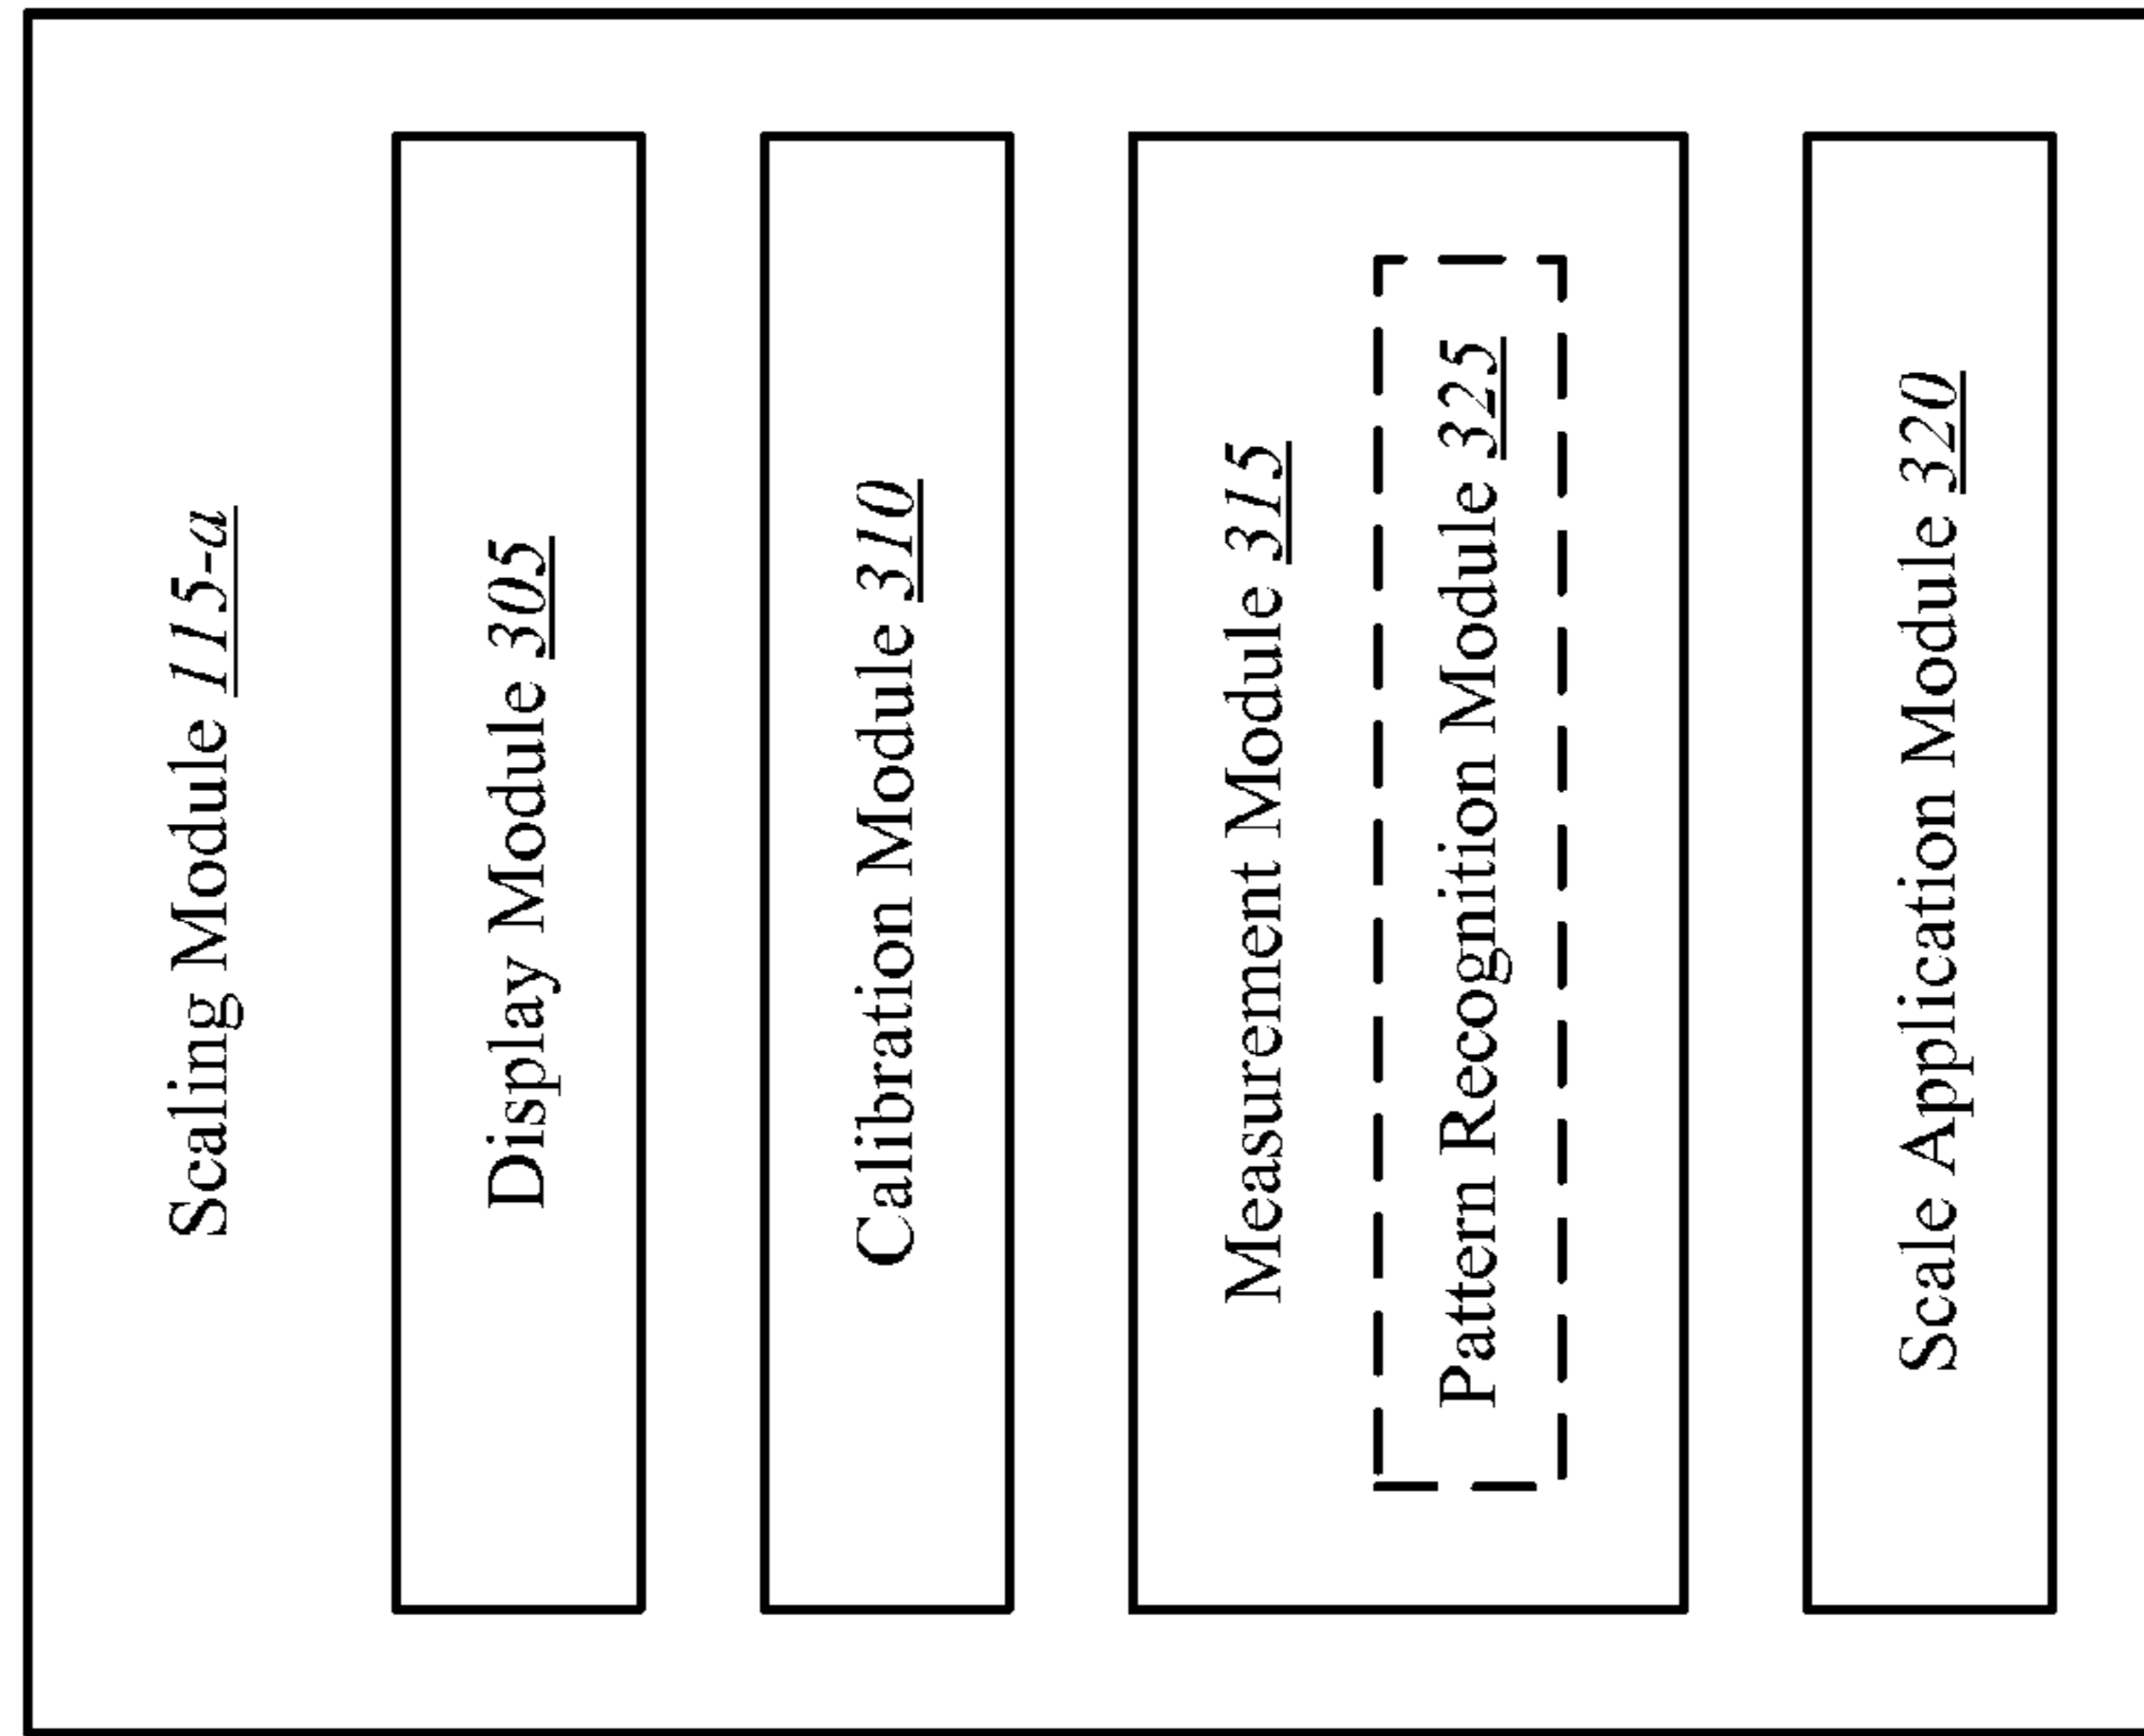 Scaling Module 115-a
Display Module 305
Calibration Module 310
Measurement Module 315
Pattern Recognition Module 325
Scale Application Module 320